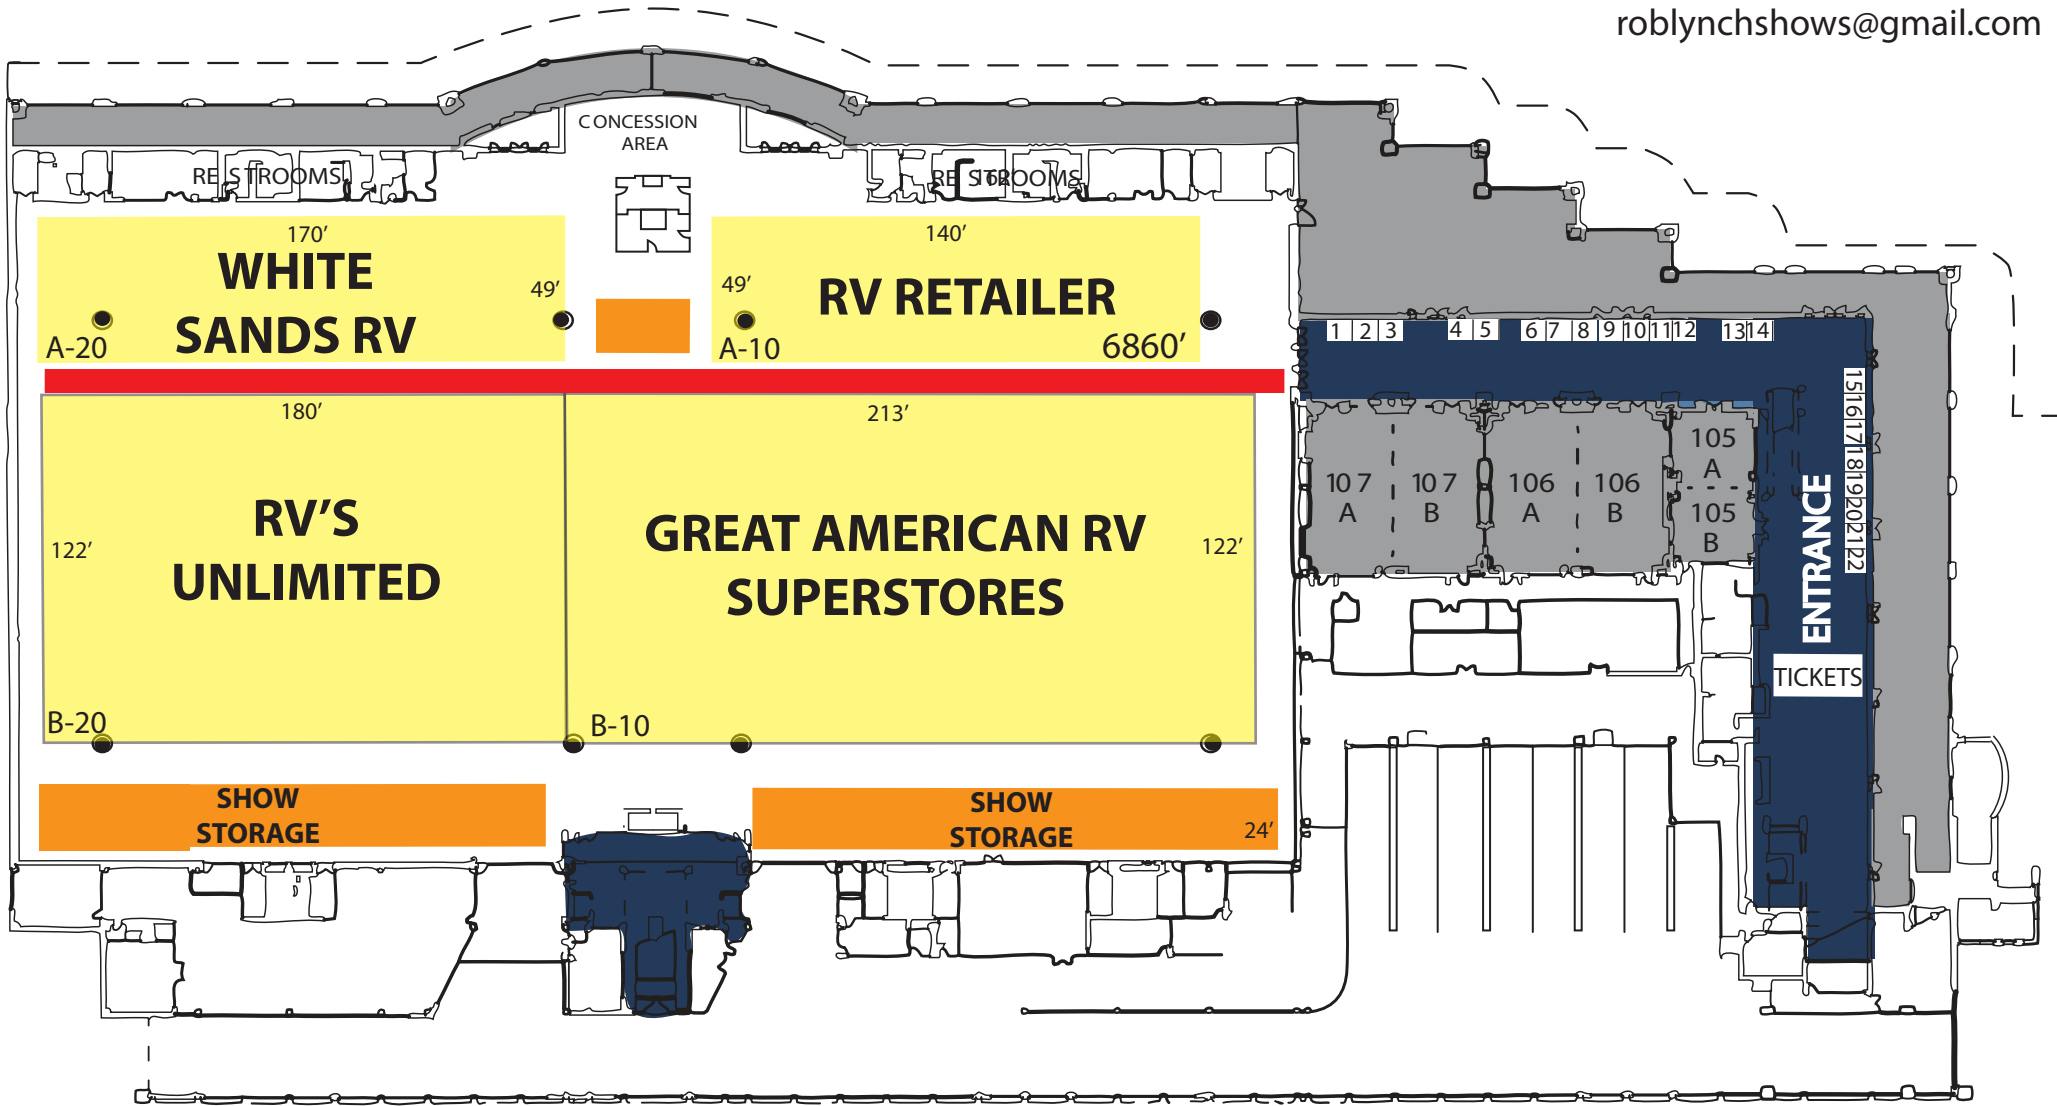 roblynchshows@gmail.com
CONCESSION
AREA
RESTROOMS
RESTROOMS
170'
WHITE
SANDS RV
49'
A-20
140'
49'
RV RETAILER
A-10
6860'
1 2 3 4 5 6 7 8 9 10 11 12 13 14
15 16 17 18 19 20 21 22
180'
122'
RV'S
UNLIMITED
B-20
213'
GREAT AMERICAN RV
SUPERSTORES
122'
B-10
107
A
107
B
106
A
106
B
105
A
105
B
ENTRANCE
TICKETS
SHOW
STORAGE
SHOW
STORAGE
24'